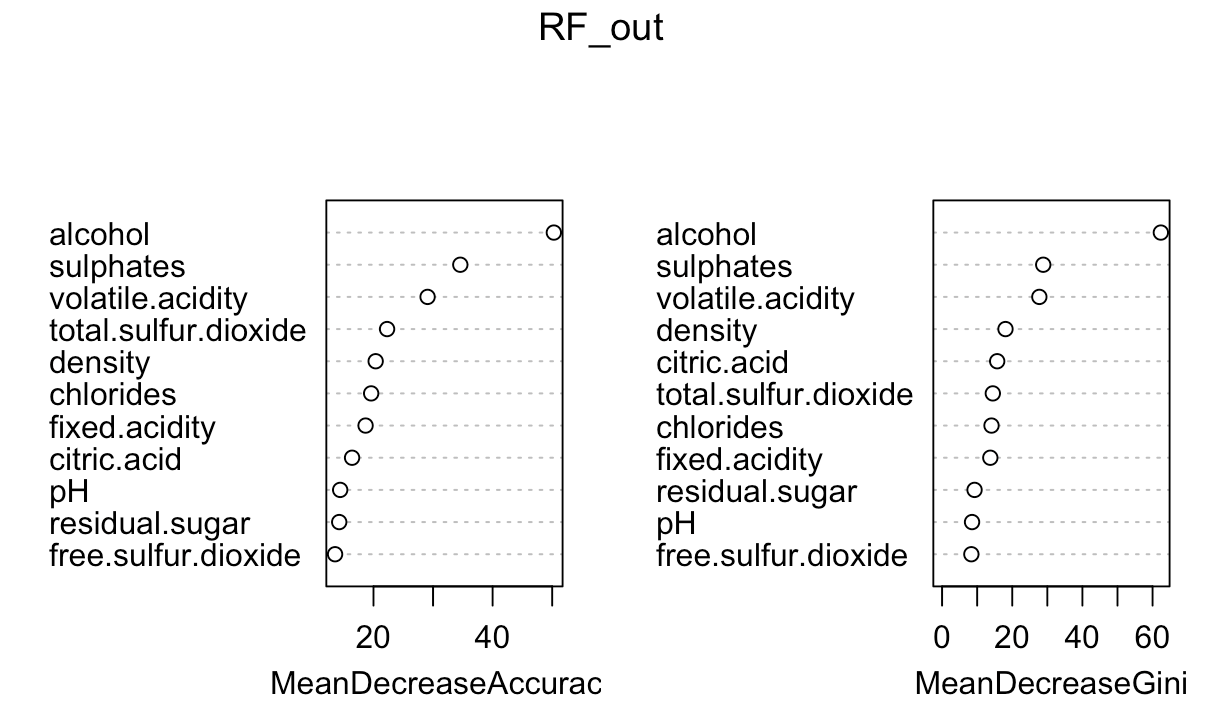 RF_out
alcohol
sulphates
volatile.acidity
total.sulfur.dioxide
density
chlorides
fixed.acidity
citric.acid
pH
residual.sugar
free.sulfur.dioxide
20 40
MeanDecreaseAccurac
alcohol
sulphates
volatile.acidity
density
citric.acid
total.sulfur.dioxide
chlorides
fixed.acidity
residual.sugar
pH
free.sulfur.dioxide
0 20 40 60
MeanDecreaseGini